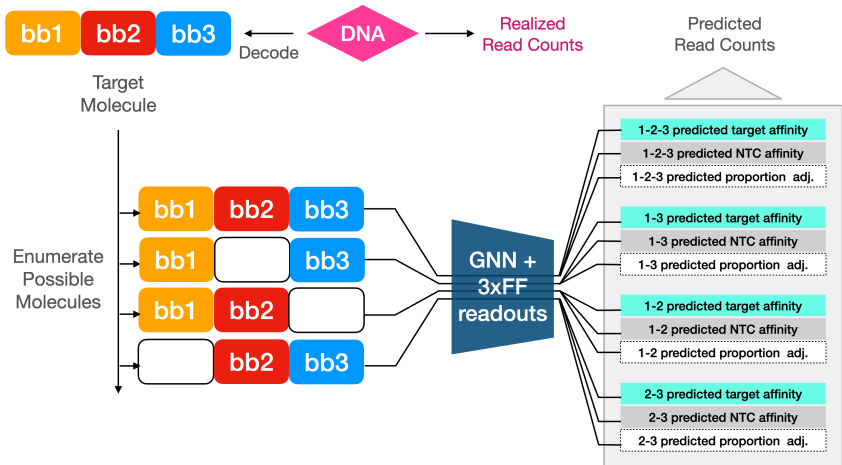 bb1 bb2 bb3
Decode
DNA
Realized
Read Counts
Predicted
Read Counts
Target
Molecule
Enumerate
Possible
Molecules
bb1 bb2 bb3
bb1 bb3
bb1 bb2
bb2 bb3
GNN +
3xFF
readouts
1-2-3 predicted target affinity
1-2-3 predicted NTC affinity
1-2-3 predicted proportion adj.
1-3 predicted target affinity
1-3 predicted NTC affinity
1-3 predicted proportion adj.
1-2 predicted target affinity
1-2 predicted NTC affinity
1-2 predicted proportion adj.
2-3 predicted target affinity
2-3 predicted NTC affinity
2-3 predicted proportion adj.